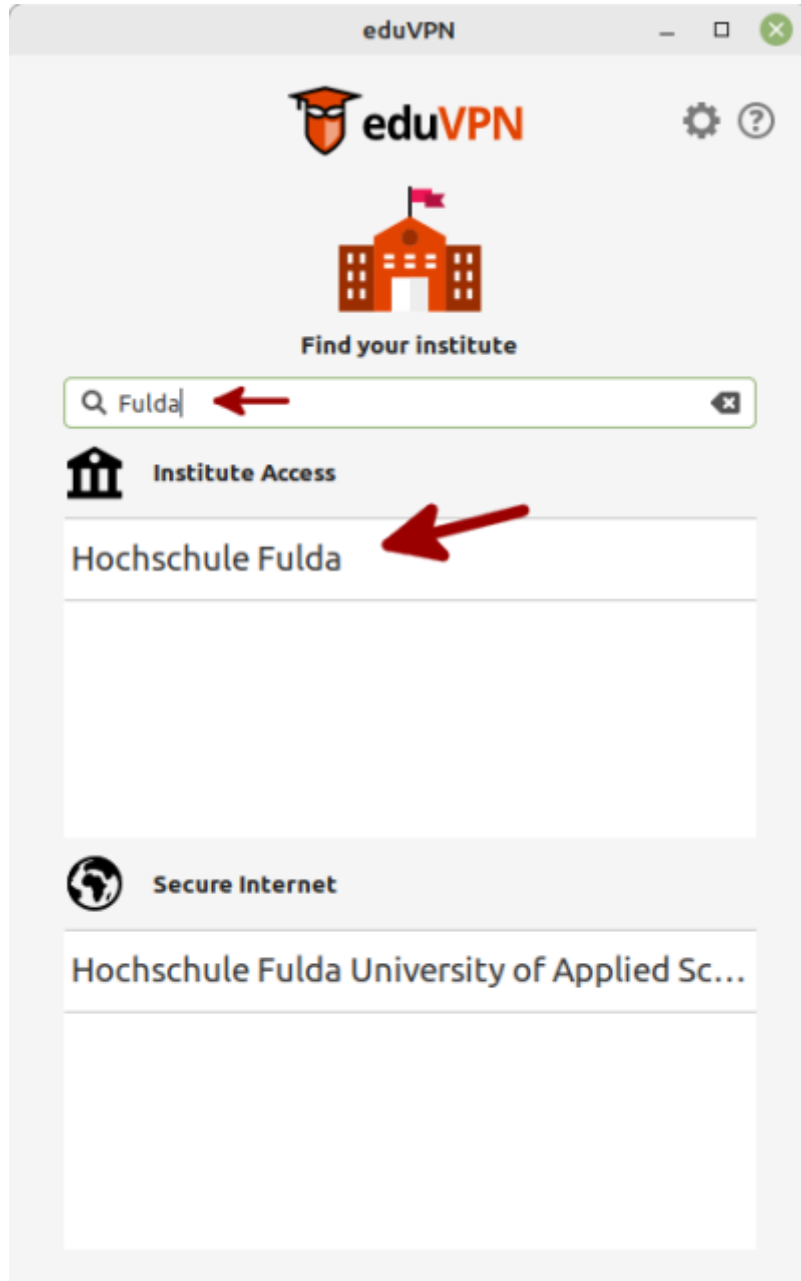 eduVPN
eduVPN
Find your institute
Fulda
Institute Access
Hochschule Fulda
Secure Internet
Hochschule Fulda University of Applied Sc...